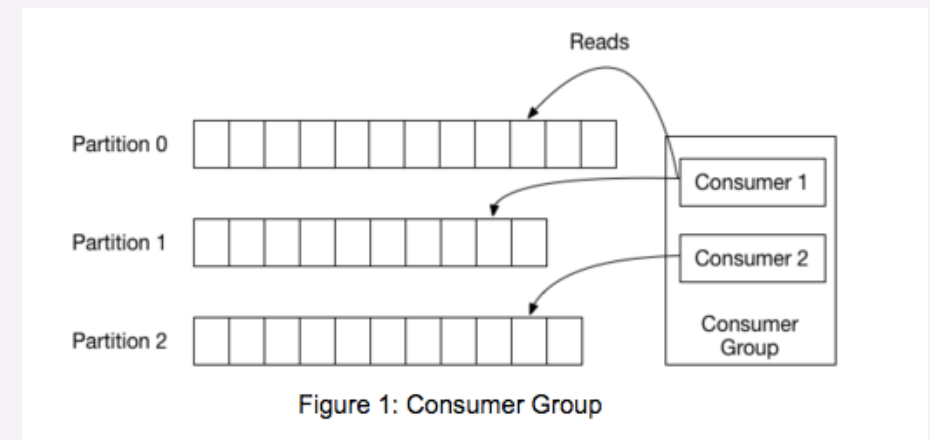 Reads
Partition 0
Consumer 1
Partition 1
Consumer 2
Partition 2
Consumer
Group
Figure 1: Consumer Group